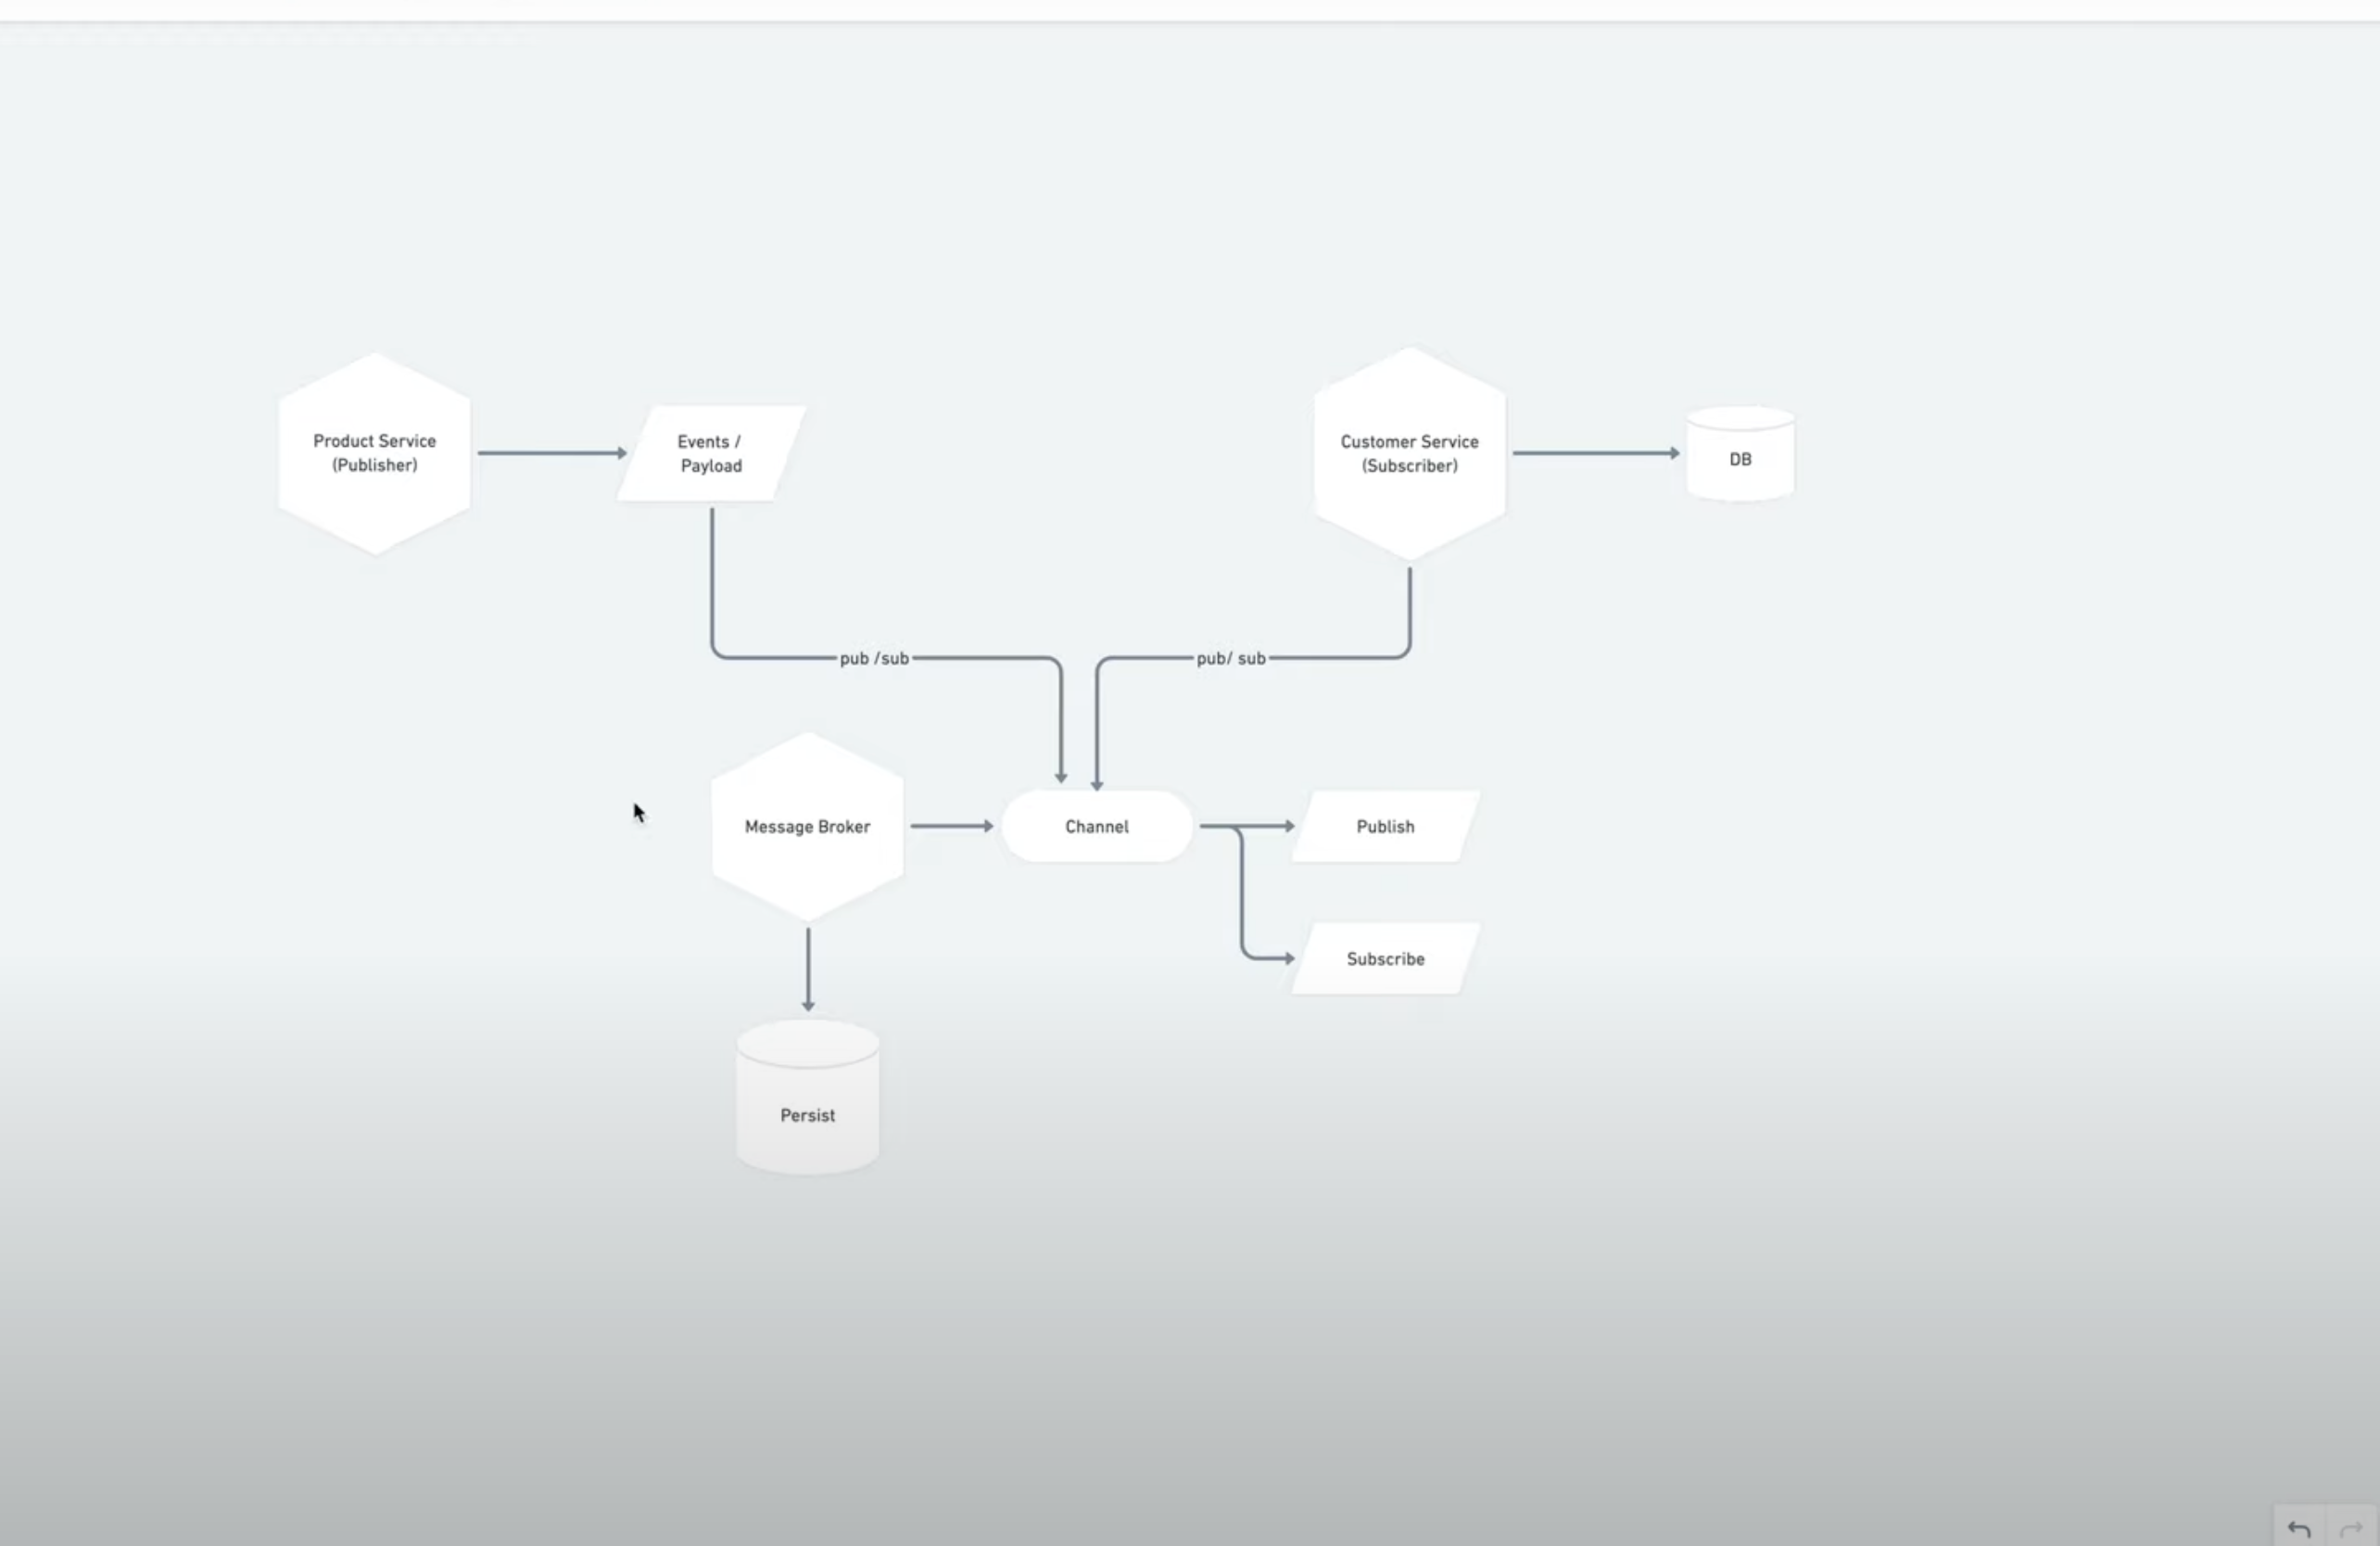 Product Service
(Publisher)
Events /
Payload
Customer Service
(Subscriber)
DB
pub /sub
pub/ sub
Message Broker
Channel
Publish
Subscribe
Persist